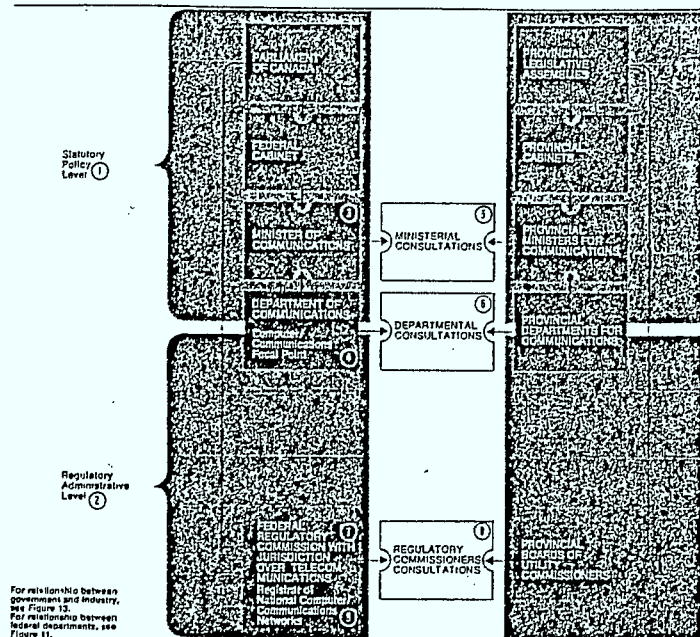 PARLIAMENT
OF CANADA
PROVINCIAL
LEGISLATIVE
ASSEMBLIES
Statutory
Policy
Level 1
FEDERAL
CABINET
PROVINCIAL
CABINETS
3
MINISTER OF
COMMUNICATIONS
5
MINISTERIAL
CONSULTATIONS
PROVINCIAL
MINISTERS FOR
COMMUNICATIONS
DEPARTMENT OF
COMMUNICATIONS
Computer/
Communications
Focal Point
4
6
DEPARTMENTAL
CONSULTATIONS
PROVINCIAL
DEPARTMENTS FOR
COMMUNICATIONS
Regulatory
Administrative
Level 2
FEDERAL
REGULATORY
COMMISSION WITH
JURISDICTION
OVER TELECOM
MUNICATIONS
Registrar of
National Computer
Communications
Networks
REGULATORY
COMMISSIONERS
CONSULTATIONS
PROVINCIAL
BOARDS OF
UTILITY
COMMISSIONERS
For relationship between
government and industry,
see Figure 13.
For relationship between
federal departments, see
Figure 11.